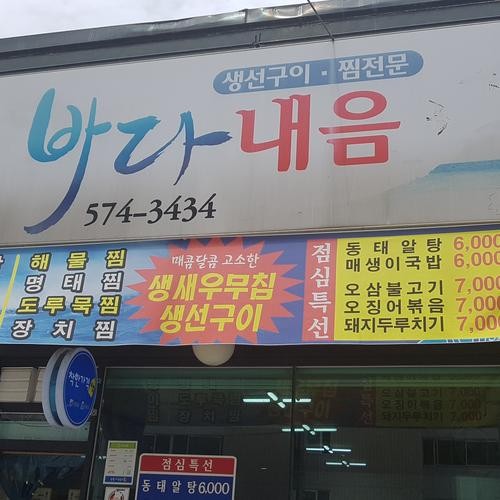 생선구이 · 찜전문
바다내음
574-3434
해물찜
명태찜
도루묵찜
장치찜
매콤달콤 고소한
생새우무침
생선구이
점심특선
동태알탕 6,000
매생이국밥 6,000
오삼불고기 7,000
오징어볶음 7,000
돼지두루치기 7,000
착한가격
점심특선
동태알탕 6,000